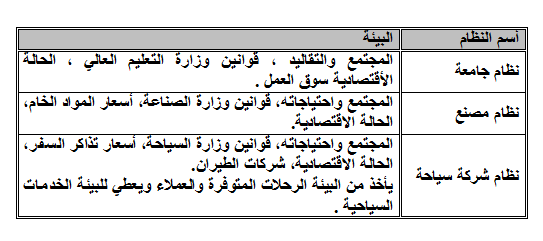 أسم النظام البيئة
نظام جامعة
المجتمع والتقاليد ، قوانين وزارة التعليم العالي ، الحالة
الأقتصادية سوق العمل .
نظام مصنع
المجتمع واحتياجاته، قوانين وزارة الصناعة، أسعار المواد الخام،
الحالة الاقتصادية.
نظام شركة سياحة
المجتمع واحتياجاته، قوانين وزارة السياحة، أسعار تذاكر السفر،
الحالة الاقتصادية، شركات الطيران.
يأخذ من البيئة الرحلات المتوفرة والعملاء ويعطي للبيئة الخدمات
السياحية .